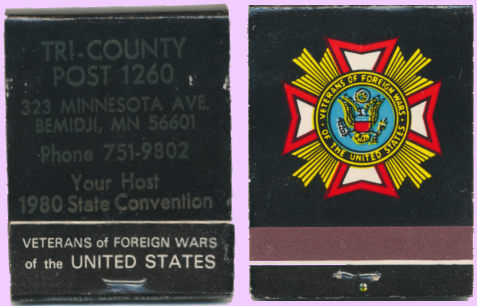 TRI-COUNTY
POST 1260
323 MINNESOTA AVE.
BEMIDJI, MN 56601
Phone 751-9802
Your Host
1980 State Convention
VETERANS of FOREIGN WARS
of the UNITED STATES
VETERANS OF FOREIGN WARS
OF THE UNITED STATES